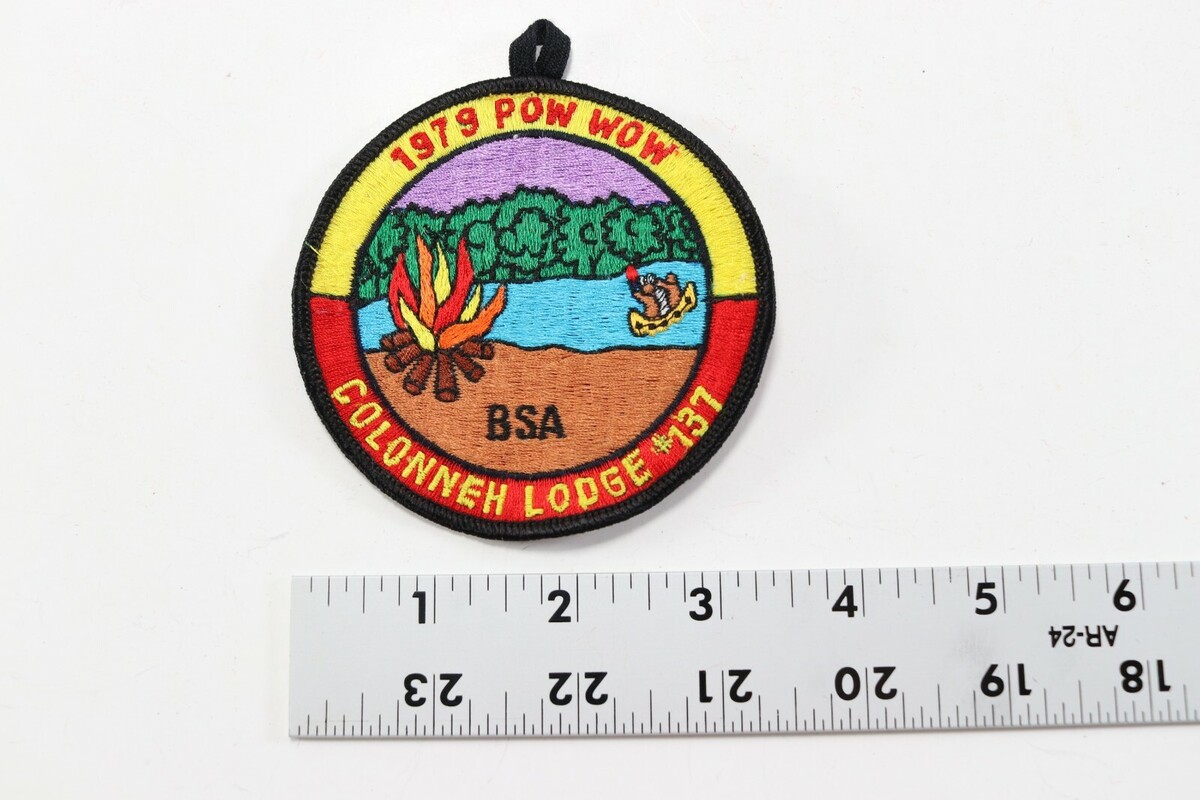 1979 POW WOW
BSA
COLONNEH LODGE #137
1 2 3 4 5 6
AR-24
23 22 21 20 19 18